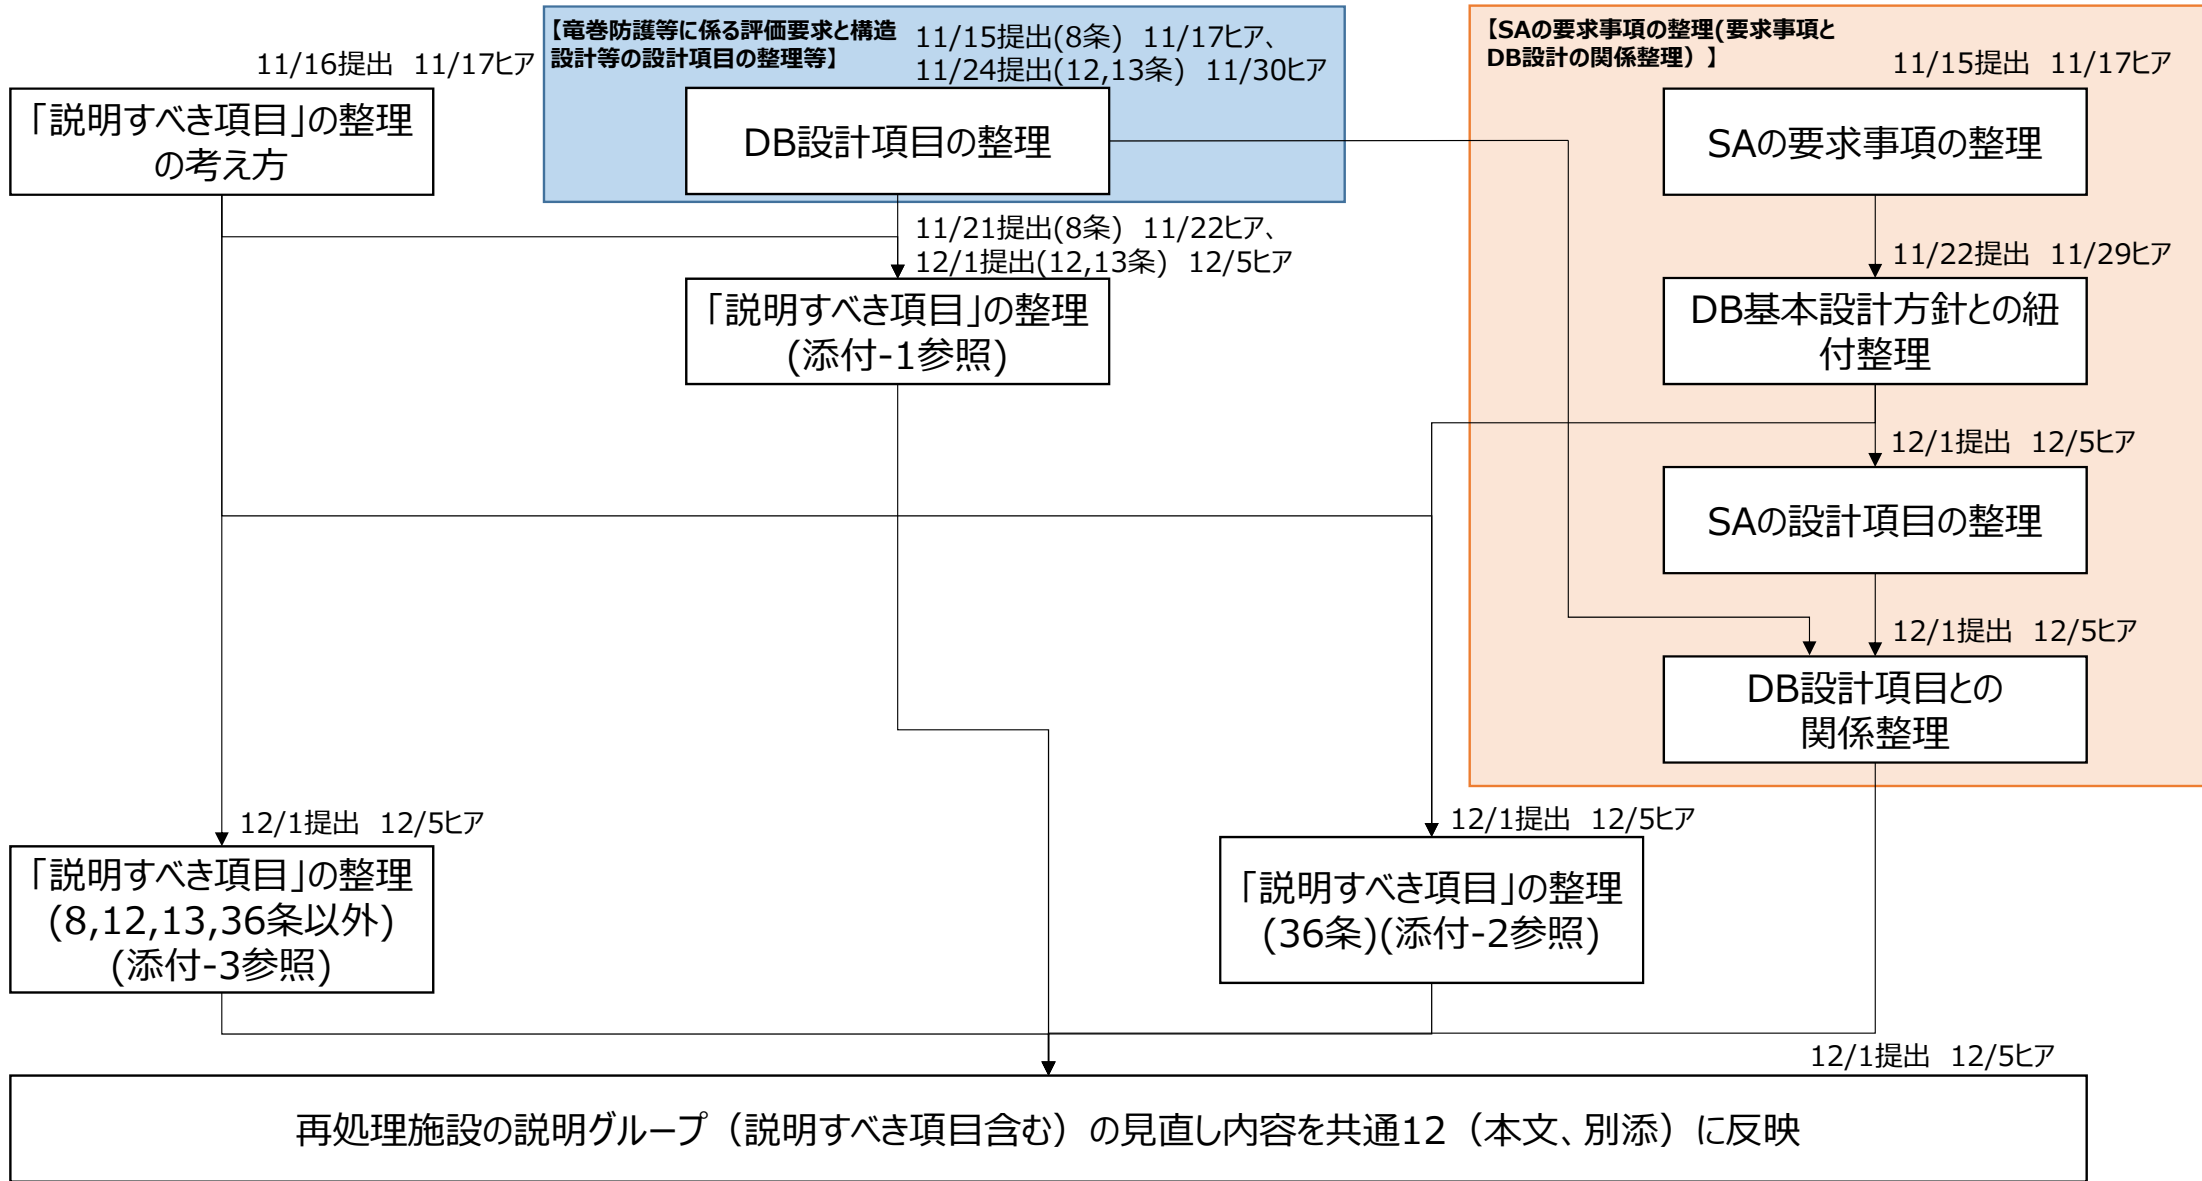 11/16提出 11/17ヒア
「説明すべき項目」の整理
の考え方
【竜巻防護等に係る評価要求と構造
設計等の設計項目の整理等】
11/15提出(8条) 11/17ヒア、
11/24提出(12,13条) 11/30ヒア
DB設計項目の整理
【SAの要求事項の整理(要求事項と
DB設計の関係整理）】
11/15提出 11/17ヒア
SAの要求事項の整理
11/21提出(8条) 11/22ヒア、
12/1提出(12,13条) 12/5ヒア
「説明すべき項目」の整理
(添付-1参照)
11/22提出 11/29ヒア
DB基本設計方針との紐
付整理
12/1提出 12/5ヒア
SAの設計項目の整理
12/1提出 12/5ヒア
DB設計項目との
関係整理
12/1提出 12/5ヒア
「説明すべき項目」の整理
(8,12,13,36条以外)
(添付-3参照)
12/1提出 12/5ヒア
「説明すべき項目」の整理
(36条)(添付-2参照)
12/1提出 12/5ヒア
再処理施設の説明グループ（説明すべき項目含む）の見直し内容を共通12（本文、別添）に反映